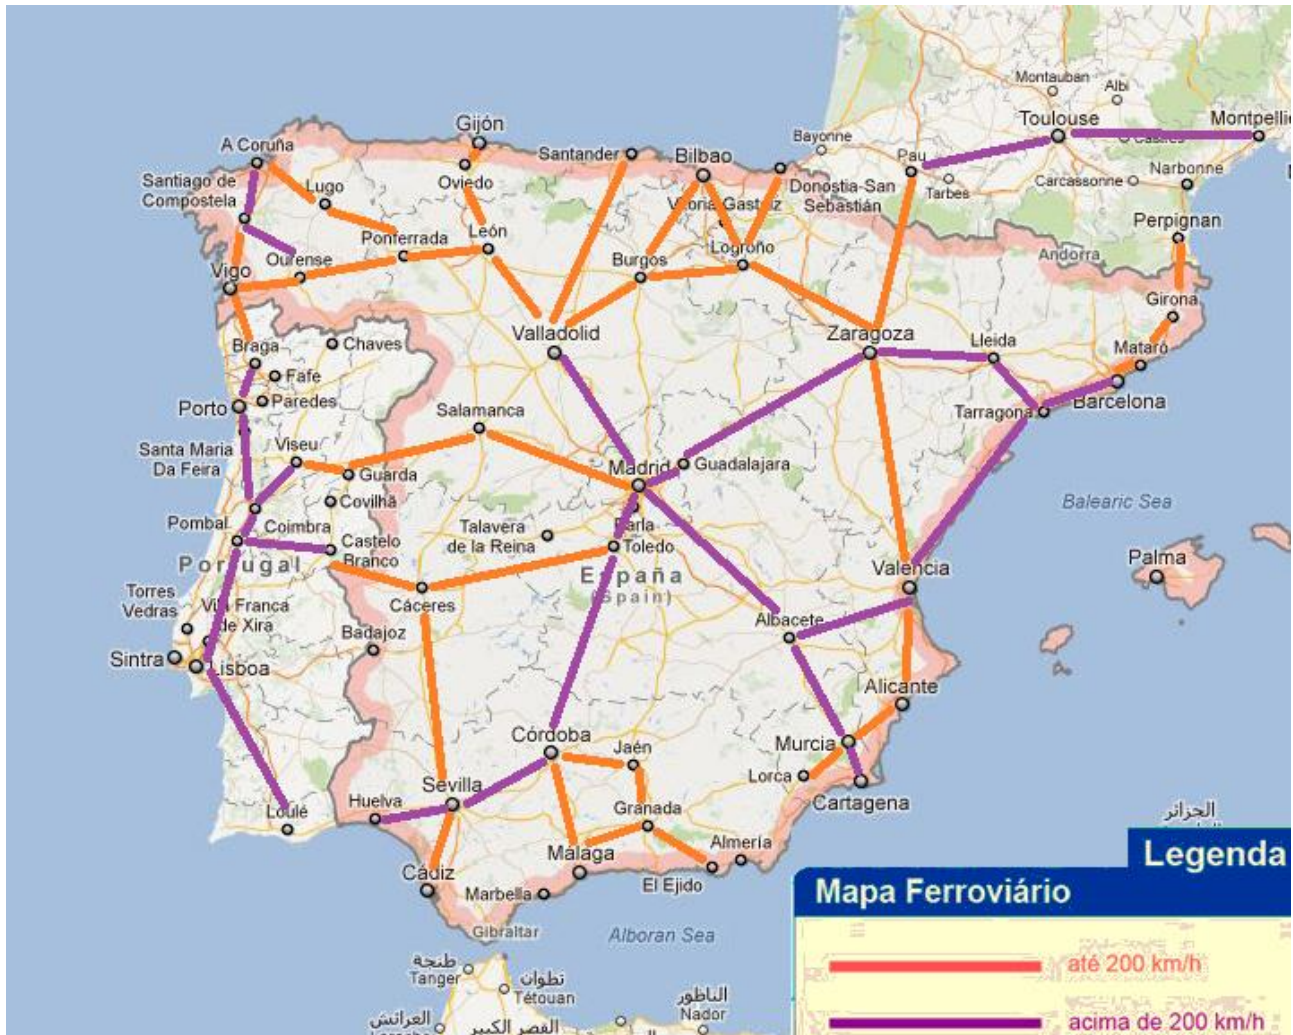 Montauban
Albi
Gijón
Toulouse
Montpellie
A Coruña
Bayonne
Santander
Bilbao
Pau
Castres
Narbonne
Oviedo
Santiago de
Compostela
Lugo
Donostia-San
Sebastián
Tarbes
Carcassonne
Vitoria-Gasteiz
Perpignan
Ponferrada
León
Logroño
Andorra
Vigo
Ourense
Burgos
Girona
Valladolid
Zaragoza
Lleida
Mataró
Braga
Chaves
Fafe
Barcelona
Porto
Paredes
Salamanca
Tarragona
Santa Maria
Da Feira
Viseu
Madrid
Guadalajara
Guarda
Covilhã
Baleric Sea
Pombal
Coimbra
Talavera
de la Reina
Parla
Castelo
Branco
Toledo
Palma
Portugal
España
(Spain)
Valencia
Torres
Vedras
Vila Franca
de Xira
Cáceres
Albacete
Badajoz
Sintra
Lisboa
Alicante
Córdoba
Jaén
Murcia
Lorca
Sevilla
Huelva
Granada
Cartagena
Loulé
الجزائر
Almería
Málaga
Cádiz
El Ejido
Marbella
Gibraltar
Alboran Sea
طنجة
Tanger
تطوان
Tétouan
الناظور
Nador
العرائش
القصر الكبير
Legenda
Mapa Ferroviário
até 200 km/h
acima de 200 km/h